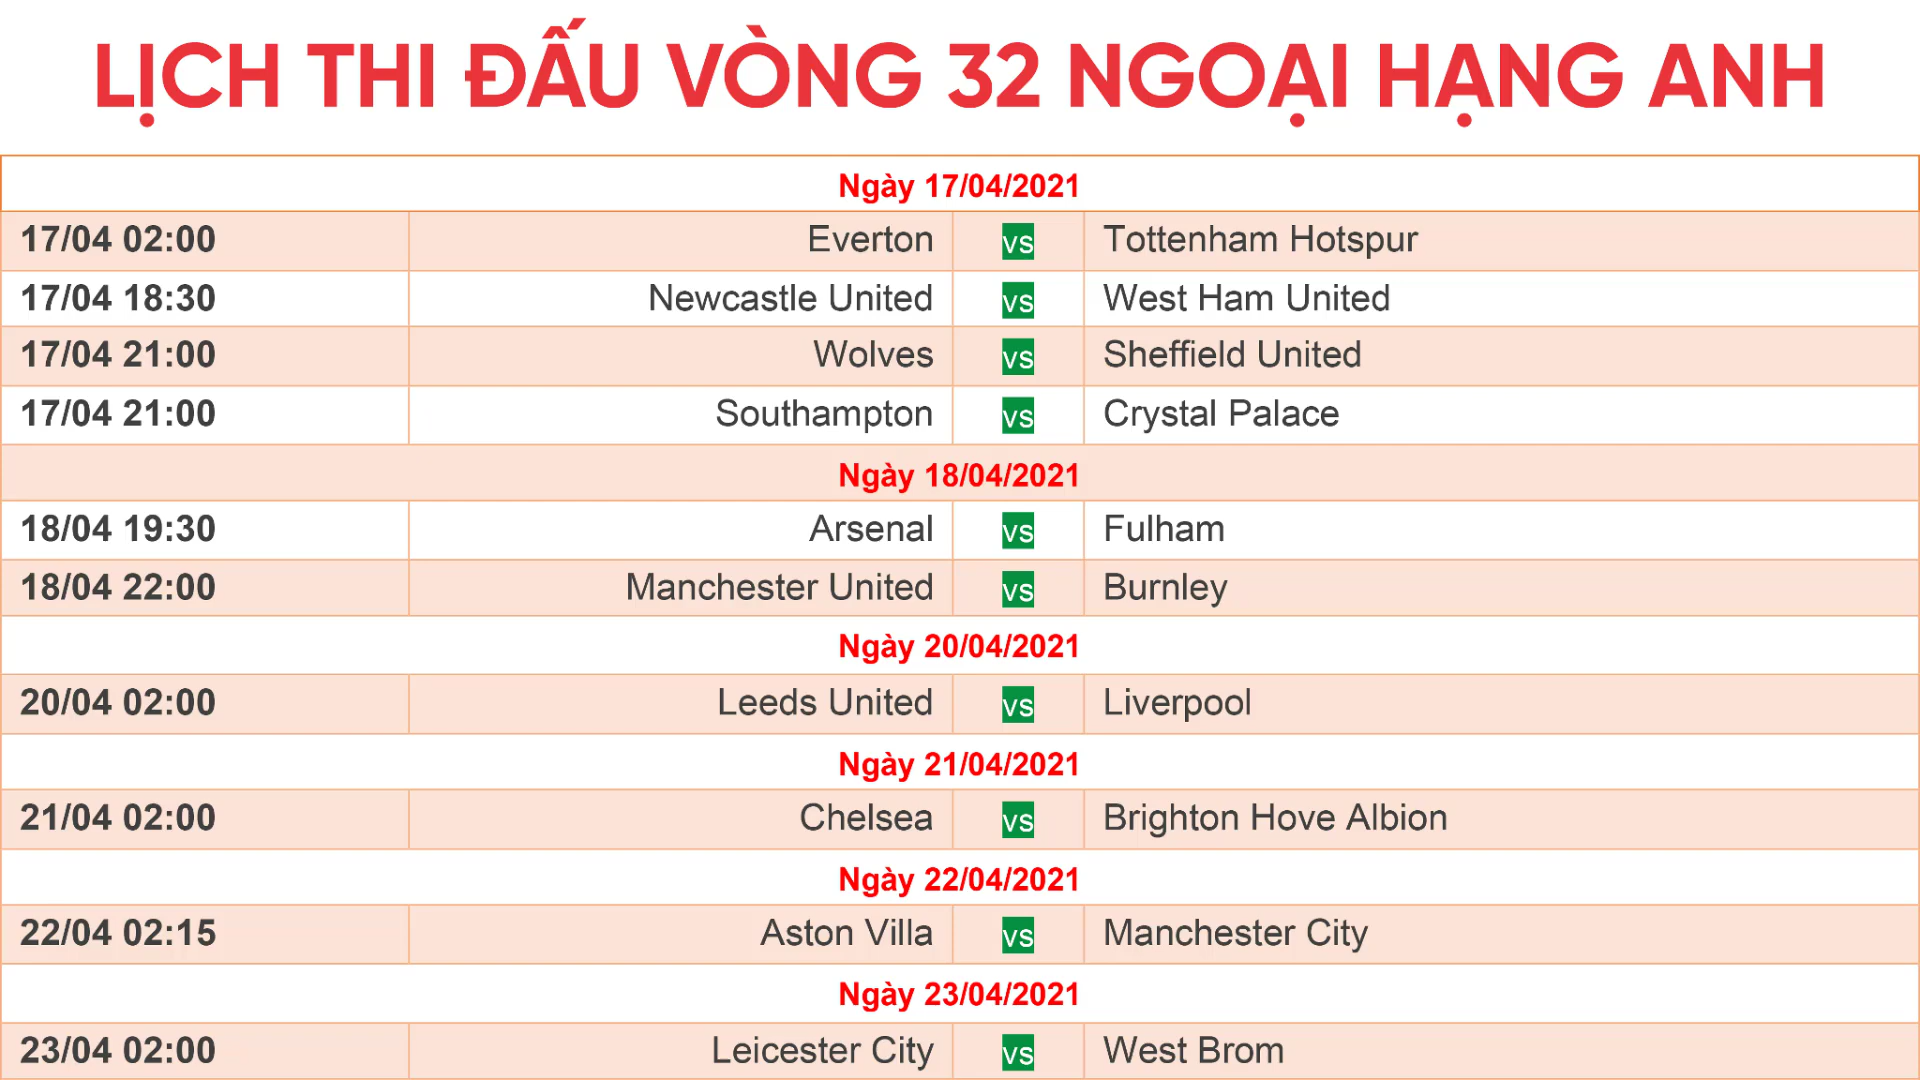 LỊCH THI ĐẤU VÒNG 32 NGOẠI HẠNG ANH
Ngày 17/04/2021
17/04 02:00 Everton vs Tottenham Hotspur
17/04 18:30 Newcastle United vs West Ham United
17/04 21:00 Wolves vs Sheffield United
17/04 21:00 Southampton vs Crystal Palace
Ngày 18/04/2021
18/04 19:30 Arsenal vs Fulham
18/04 22:00 Manchester United vs Burnley
Ngày 20/04/2021
20/04 02:00 Leeds United vs Liverpool
Ngày 21/04/2021
21/04 02:00 Chelsea vs Brighton Hove Albion
Ngày 22/04/2021
22/04 02:15 Aston Villa vs Manchester City
Ngày 23/04/2021
23/04 02:00 Leicester City vs West Brom